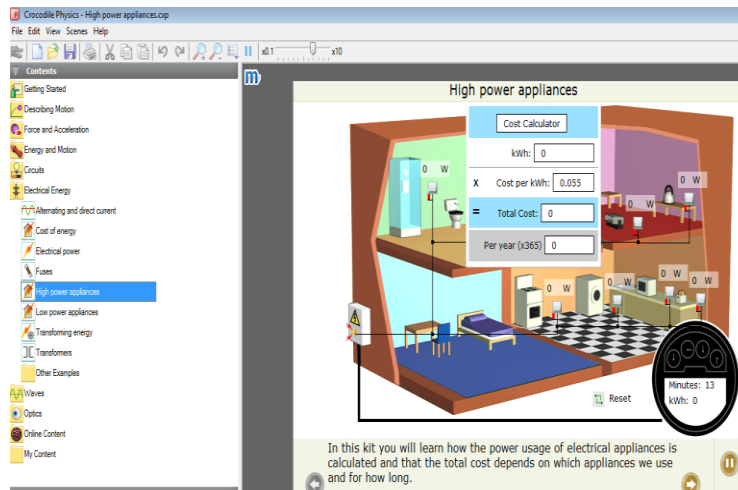 Crocodile Physics - High power appliances.cxp
File Edit View Scenes Help
x0.1 x10
Contents
Getting Started
Describing Motion
Force and Acceleration
Energy and Motion
Circuits
Electrical Energy
Alternating and direct current
Cost of energy
Electrical power
Fuses
High power appliances
Low power appliances
Transforming energy
Transformers
Other Examples
Waves
Optics
Online Content
My Content
m
High power appliances
Cost Calculator
kWh: 0
x Cost per kWh: 0.055
= Total Cost: 0
Per year (x365) 0
0 W
0 W
0 W
0 W
0 W
0 W
0 W
Minutes: 13
kWh: 0
Reset
In this kit you will learn how the power usage of electrical appliances is
calculated and that the total cost depends on which appliances we use
and for how long.